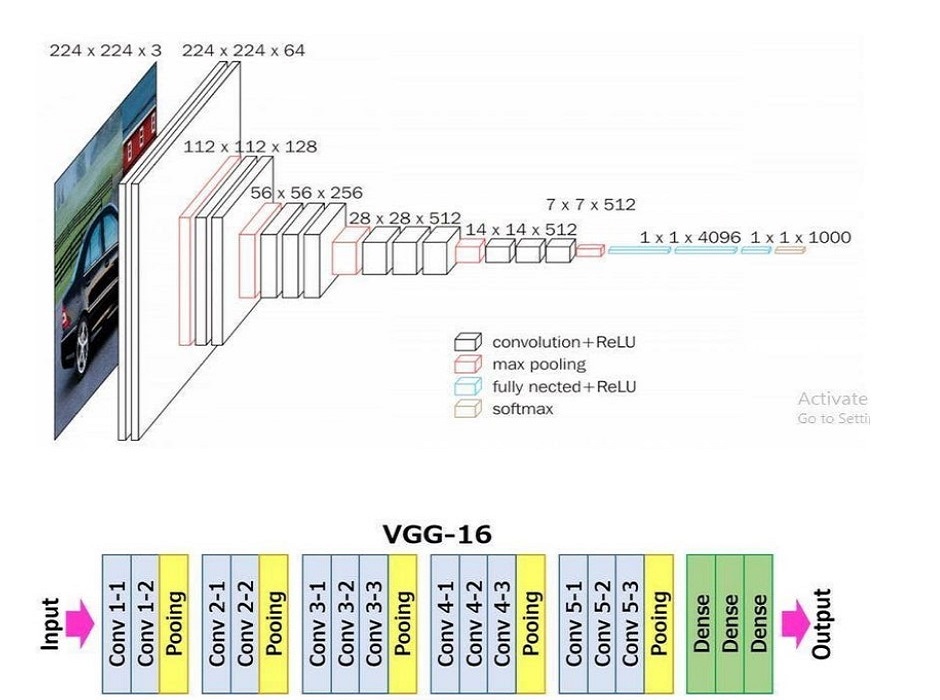 224 x 224 x 3
224 x 224 x 64
112 x 112 x 128
56 x 56 x 256
28 x 28 x 512
14 x 14 x 512
7 x 7 x 512
1 x 1 x 4096
1 x 1 x 1000
convolution+ReLU
max pooling
fully nected+ReLU
softmax
Activate
Go to Setti
VGG-16
Input
Conv 1-1
Conv 1-2
Pooing
Conv 2-1
Conv 2-2
Pooing
Conv 3-1
Conv 3-2
Conv 3-3
Pooing
Conv 4-1
Conv 4-2
Conv 4-3
Pooing
Conv 5-1
Conv 5-2
Conv 5-3
Pooing
Dense
Dense
Dense
Output